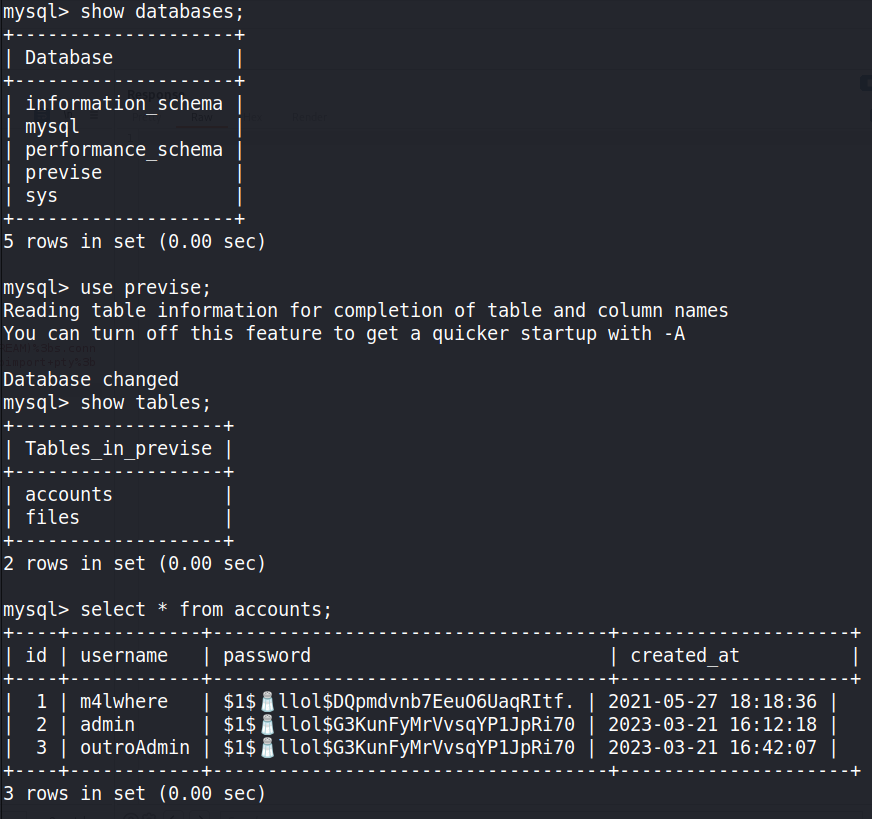 mysql> show databases;
+--------------------+
| Database           |
+--------------------+
| information_schema |
| mysql              |
| performance_schema |
| previse            |
| sys                |
+--------------------+
5 rows in set (0.00 sec)

mysql> use previse;
Reading table information for completion of table and column names
You can turn off this feature to get a quicker startup with -A

Database changed
mysql> show tables;
+-------------------+
| Tables_in_previse |
+-------------------+
| accounts          |
| files             |
+-------------------+
2 rows in set (0.00 sec)

mysql> select * from accounts;
+----+------------+------------------------------------+---------------------+
| id | username   | password                           | created_at          |
+----+------------+------------------------------------+---------------------+
|  1 | m4lwhere   | $1$🧂llol$DQpmdvnb7EeuO6UaqRItf. | 2021-05-27 18:18:36 |
|  2 | admin      | $1$🧂llol$G3KunFyMrVvsqYP1JpRi70 | 2023-03-21 16:12:18 |
|  3 | outroAdmin | $1$🧂llol$G3KunFyMrVvsqYP1JpRi70 | 2023-03-21 16:42:07 |
+----+------------+------------------------------------+---------------------+
3 rows in set (0.00 sec)